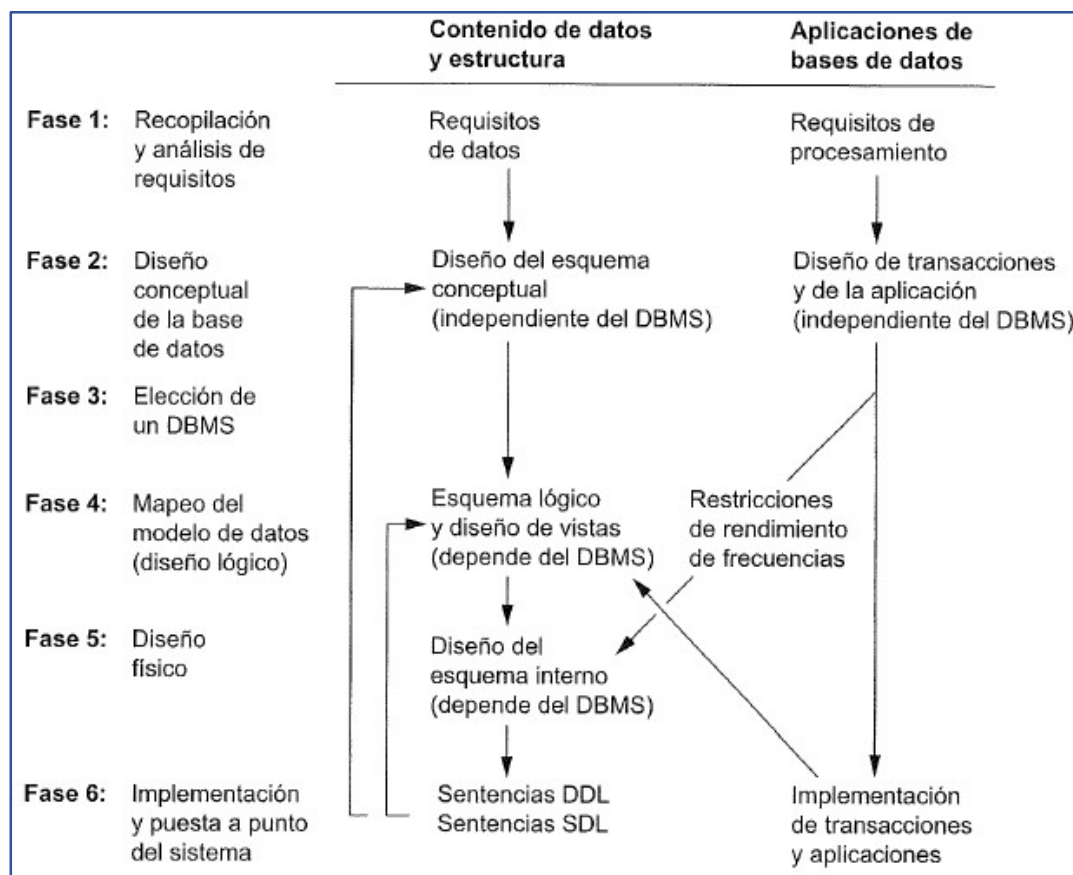 Contenido de datos
y estructura
Aplicaciones de
bases de datos
Fase 1: Recopilación
y análisis de
requisitos
Requisitos
de datos
Requisitos de
procesamiento
Fase 2: Diseño
conceptual
de la base
de datos
Diseño del esquema
conceptual
(independiente del DBMS)
Diseño de transacciones
y de la aplicación
(independiente del DBMS)
Fase 3: Elección de
un DBMS
Fase 4: Mapeo del
modelo de datos
(diseño lógico)
Esquema lógico
y diseño de vistas
(depende del DBMS)
Restricciones
de rendimiento
de frecuencias
Fase 5: Diseño
físico
Diseño del
esquema interno
(depende del DBMS)
Fase 6: Implementación
y puesta a punto
del sistema
Sentencias DDL
Sentencias SDL
Implementación
de transacciones
y aplicaciones